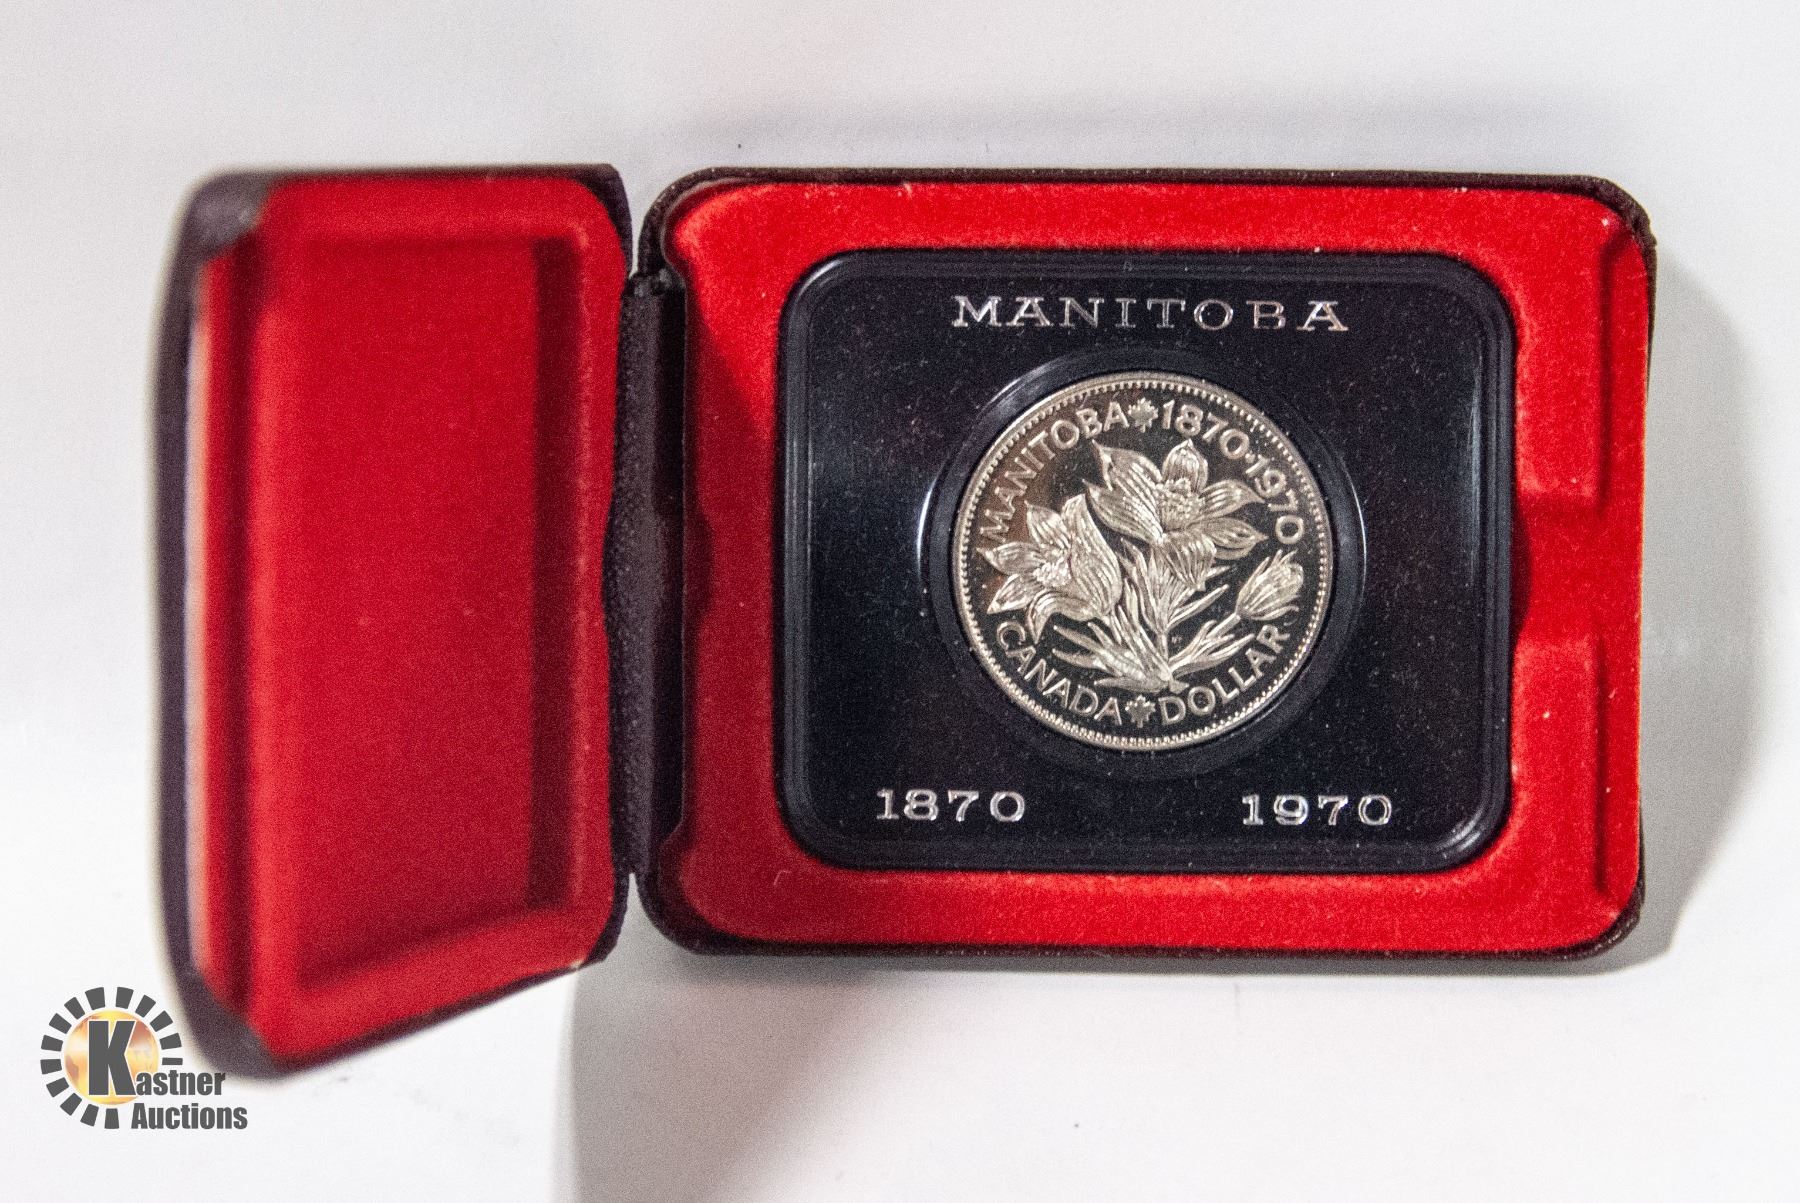 MANITOBA
MANITOBA 1870·1970
CANADA DOLLAR
1870 1970
Kastner
Auctions